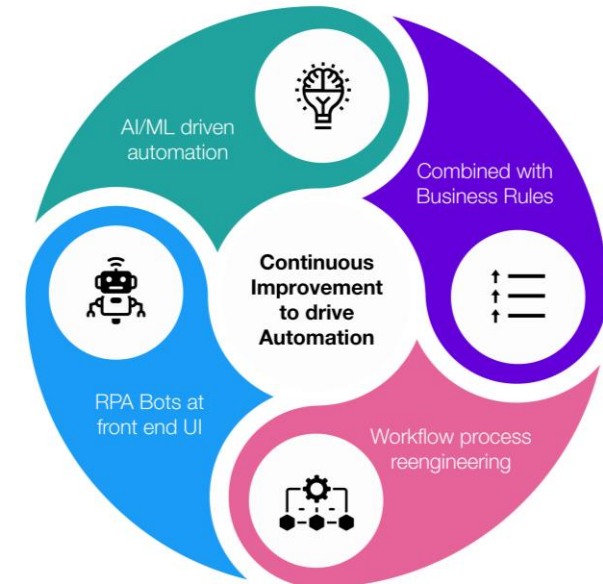 AI/ML driven
automation
Combined with
Business Rules
Continuous
Improvement
to drive
Automation
RPA Bots at
front end UI
Workflow process
reengineering